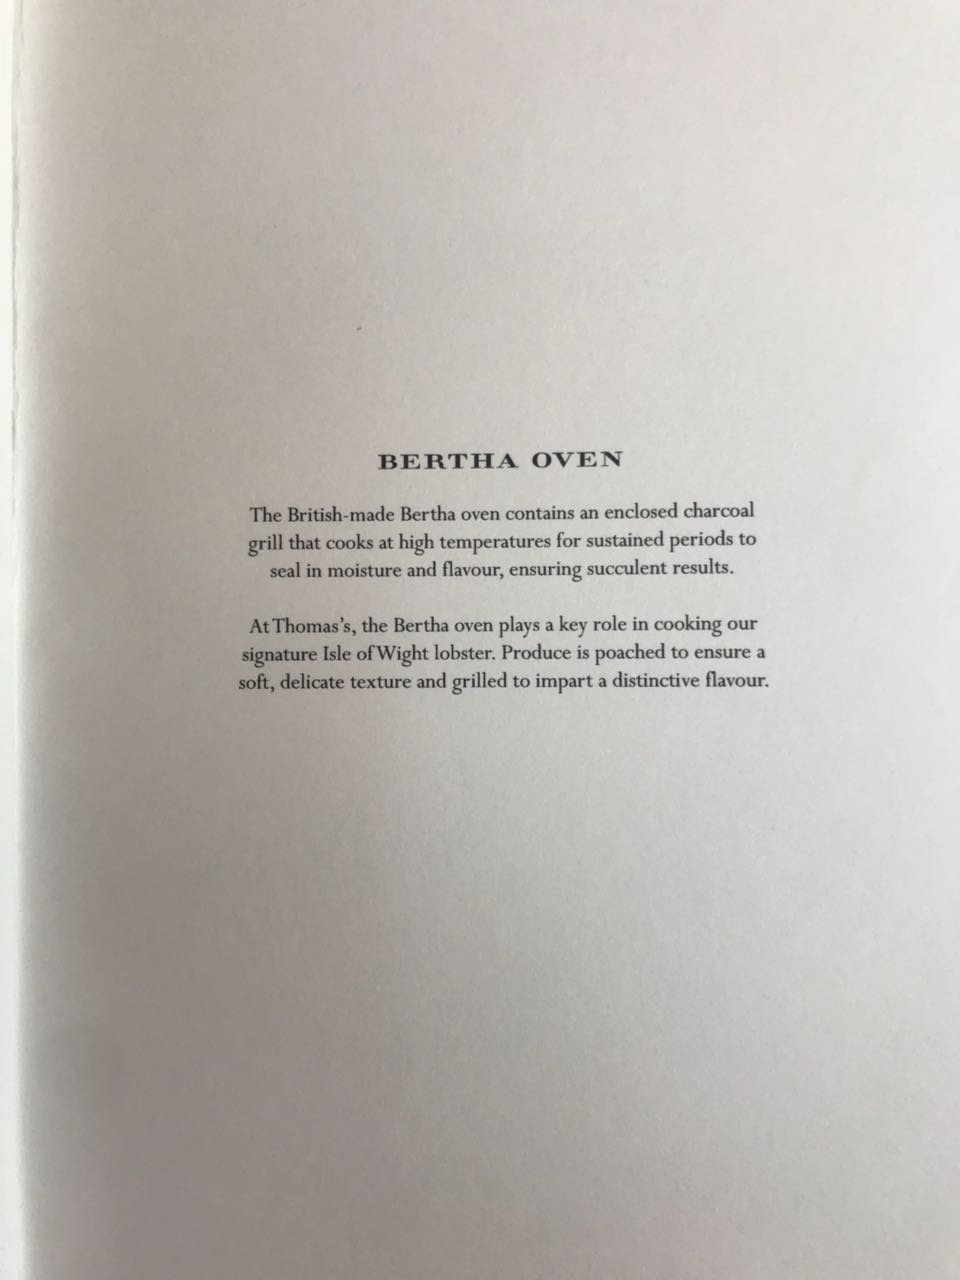 BERTHA OVEN
The British-made Bertha oven contains an enclosed charcoal
grill that cooks at high temperatures for sustained periods to
seal in moisture and flavour, ensuring succulent results.
At Thomas’s, the Bertha oven plays a key role in cooking our
signature Isle of Wight lobster. Produce is poached to ensure a
soft, delicate texture and grilled to impart a distinctive flavour.